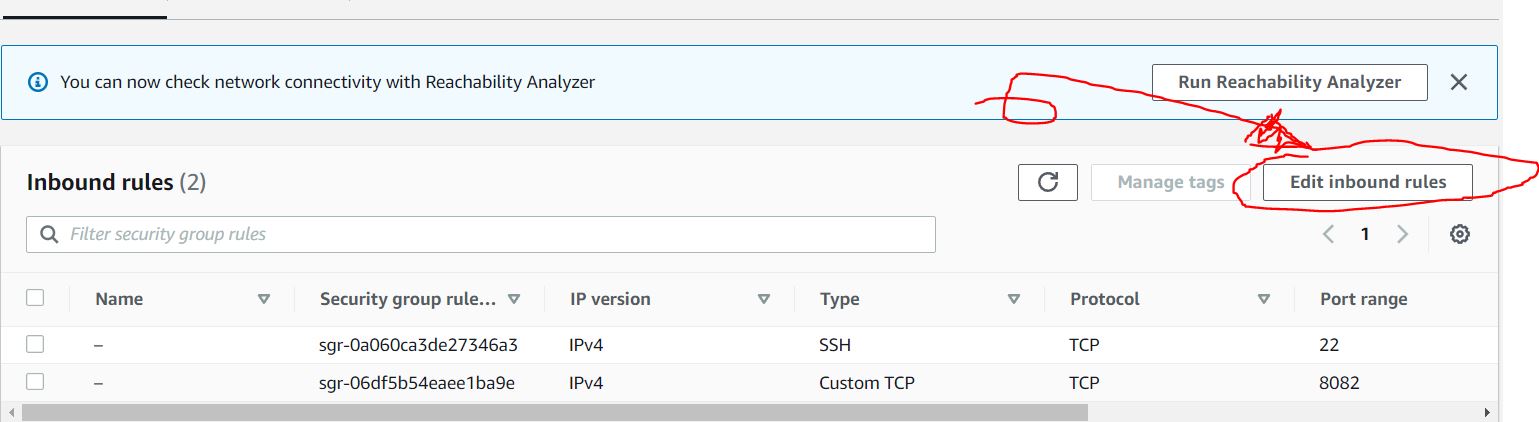 You can now check network connectivity with Reachability Analyzer Run Reachability Analyzer
Inbound rules (2) Manage tags Edit inbound rules
Filter security group rules 1
Name Security group rule... IP version Type Protocol Port range
– sgr-0a060ca3de27346a3 IPv4 SSH TCP 22
– sgr-06df5b54eaee1ba9e IPv4 Custom TCP TCP 8082